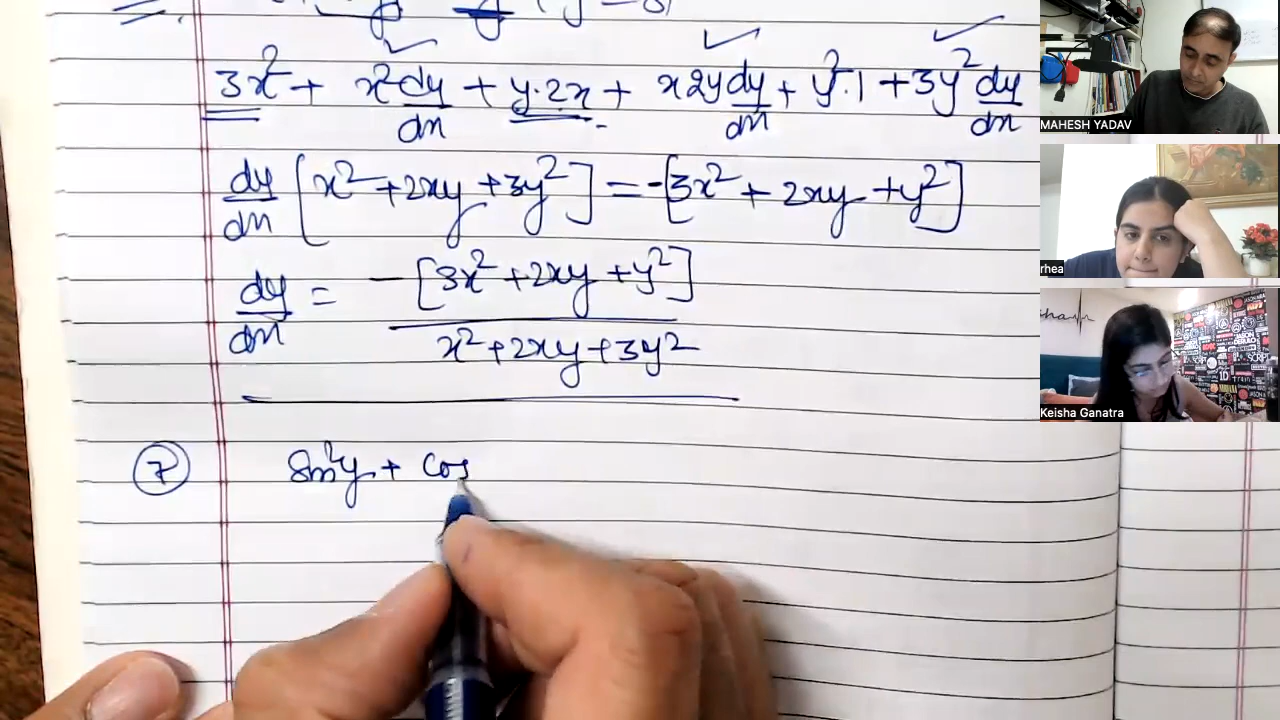 3x² + x² dy/dx + y·2x + x2y dy/dx + y²·1 + 3y² dy/dx
dy/dx [x² + 2xy + 3y²] = -[3x² + 2xy + y²]
dy/dx = -[3x² + 2xy + y²] / x² + 2xy + 3y²
⑦ Sin²y + Cos
MAHESH YADAV
rhea
Keisha Ganatra